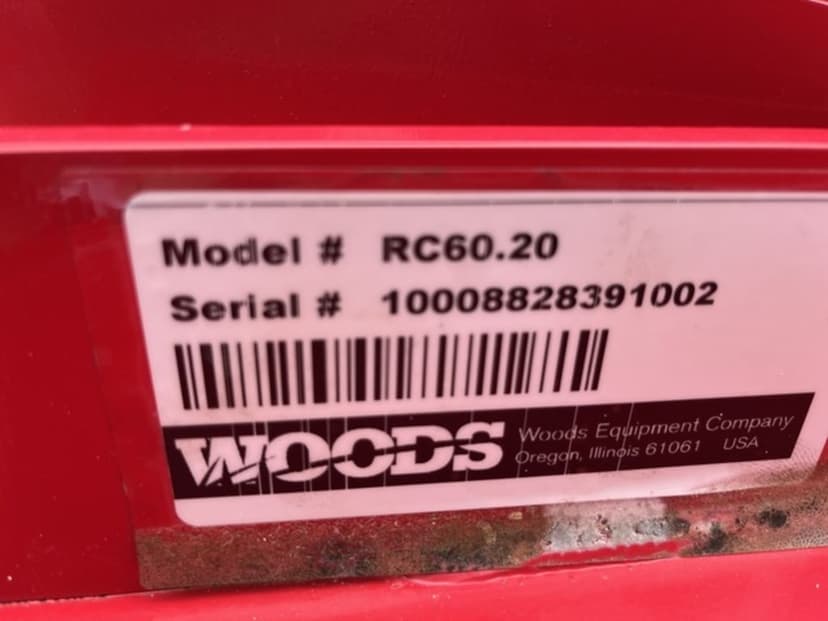 Model # RC60.20
Serial # 10008828391002
WOODS
Woods Equipment Company
Oregon, Illinois 61061 USA